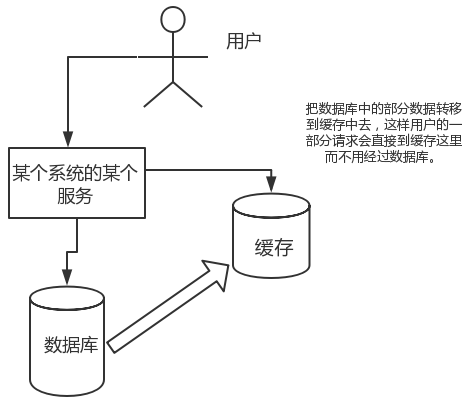 用户
把数据库中的部分数据转移
到缓存中去，这样用户的一
部分请求会直接到缓存这里
而不用经过数据库。
某个系统的某个
服务
缓存
数据库